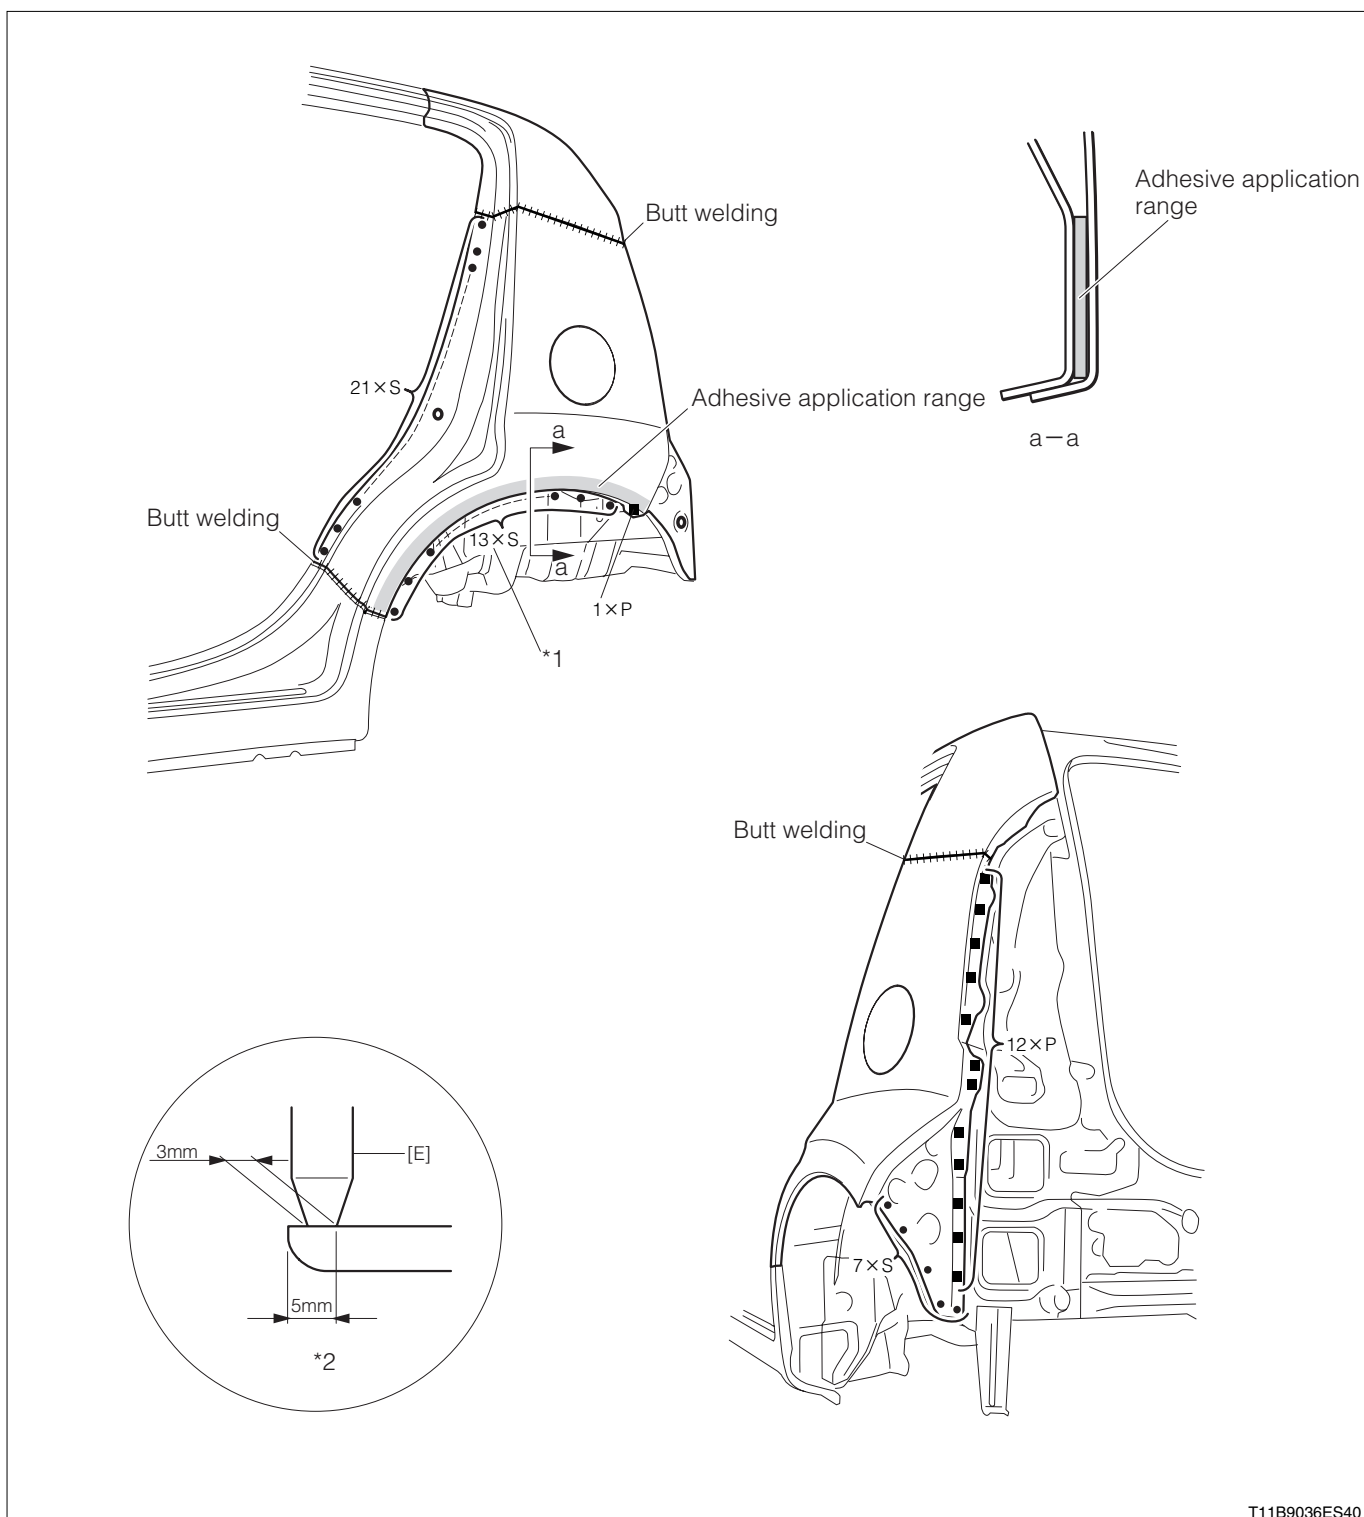 Butt welding
Adhesive application
range
21×S
Adhesive application range
a
a－a
Butt welding
13×S
a
1×P
*1
Butt welding
12×P
3mm
[E]
7×S
5mm
*2
T11B9036ES40